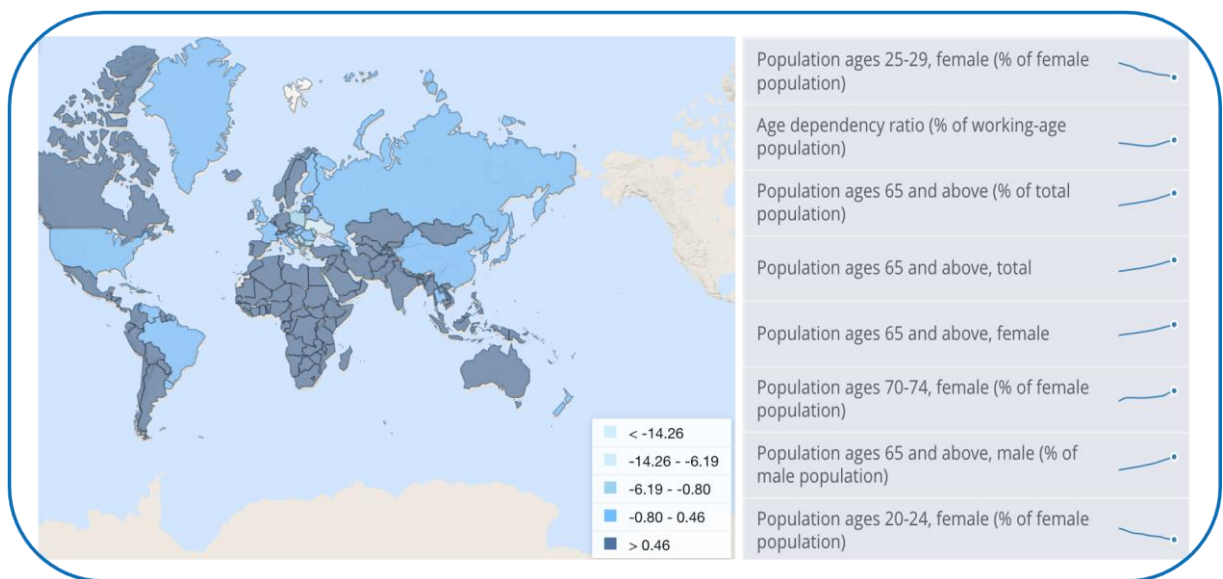 < -14.26
-14.26 - -6.19
-6.19 - -0.80
-0.80 - 0.46
> 0.46
Population ages 25-29, female (% of female
population)
Age dependency ratio (% of working-age
population)
Population ages 65 and above (% of total
population)
Population ages 65 and above, total
Population ages 65 and above, female
Population ages 70-74, female (% of female
population)
Population ages 65 and above, male (% of
male population)
Population ages 20-24, female (% of female
population)